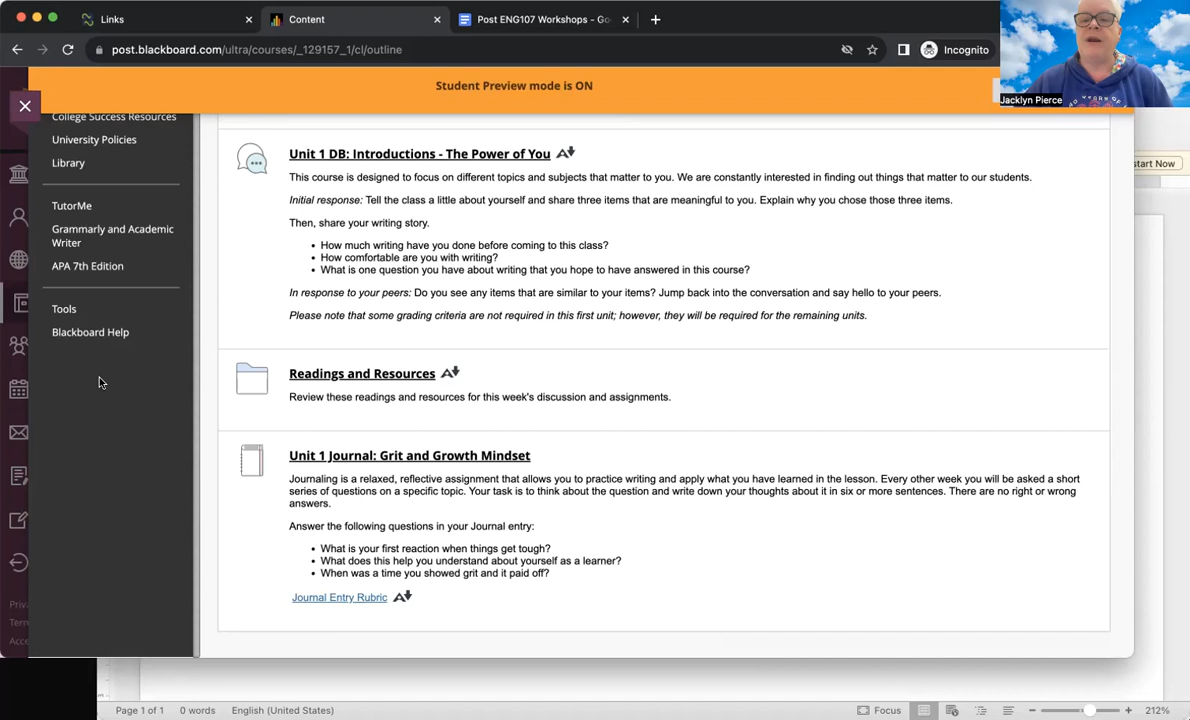 Links
Content
Post ENG107 Workshops - Go
post.blackboard.com/ultra/courses/_129157_1/cl/outline
Incognito
Jacklyn Pierce
Student Preview mode is ON
start Now
College Success Resources
University Policies
Library
TutorMe
Grammarly and Academic
Writer
APA 7th Edition
Tools
Blackboard Help
Unit 1 DB: Introductions - The Power of You
This course is designed to focus on different topics and subjects that matter to you. We are constantly interested in finding out things that matter to our students.
Initial response: Tell the class a little about yourself and share three items that are meaningful to you. Explain why you chose those three items.
Then, share your writing story.
• How much writing have you done before coming to this class?
• How comfortable are you with writing?
• What is one question you have about writing that you hope to have answered in this course?
In response to your peers: Do you see any items that are similar to your items? Jump back into the conversation and say hello to your peers.
Please note that some grading criteria are not required in this first unit; however, they will be required for the remaining units.
Readings and Resources
Review these readings and resources for this week's discussion and assignments.
Unit 1 Journal: Grit and Growth Mindset
Journaling is a relaxed, reflective assignment that allows you to practice writing and apply what you have learned in the lesson. Every other week you will be asked a short
series of questions on a specific topic. Your task is to think about the question and write down your thoughts about it in six or more sentences. There are no right or wrong
answers.
Answer the following questions in your Journal entry:
• What is your first reaction when things get tough?
• What does this help you understand about yourself as a learner?
• When was a time you showed grit and it paid off?
Journal Entry Rubric
Priva
Term
Acce
Page 1 of 1
0 words
English (United States)
Focus
212%